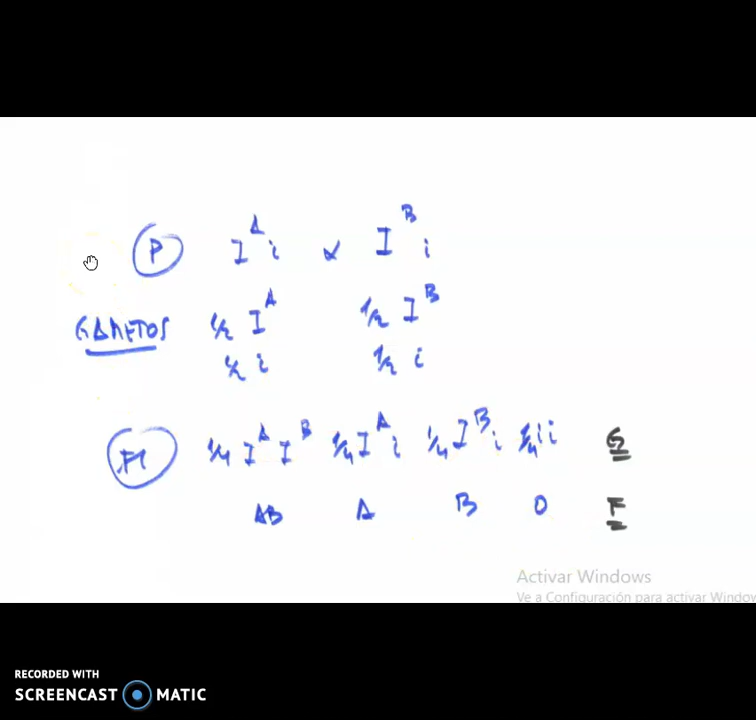 P I^A i x I^B i
GAMETOS 1/2 I^A 1/2 I^B
1/2 i 1/2 i
F1 1/4 I^A I^B 1/4 I^A i 1/4 I^B i 1/4 ii G
AB A B O F
Activar Windows
Ve a Configuración para activar Window
RECORDED WITH
SCREENCAST MATIC